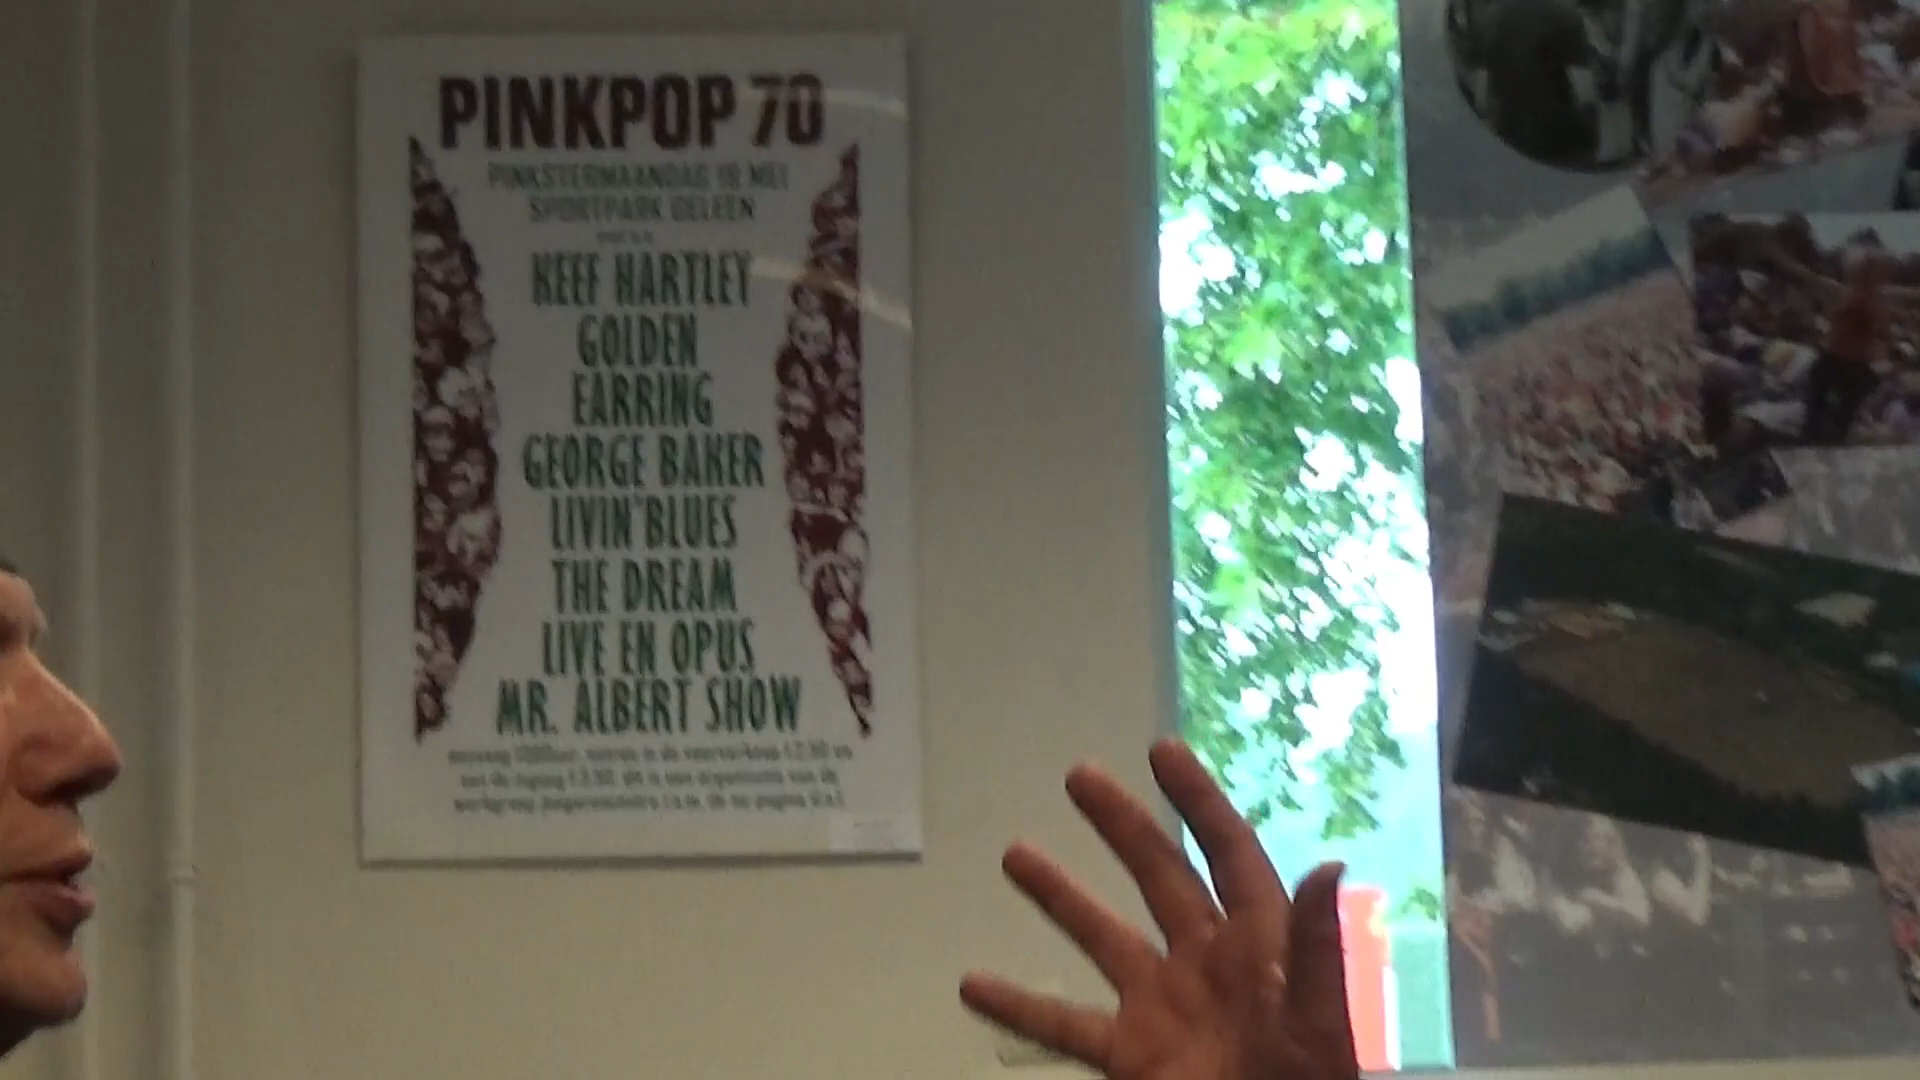 PINKPOP 70
PINKSTERMAANDAG 18 MEI
SPORTPARK GELEEN
KEEF HARTLEY
GOLDEN
EARRING
GEORGE BAKER
LIVIN' BLUES
THE DREAM
LIVE EN OPUS
MR. ALBERT SHOW